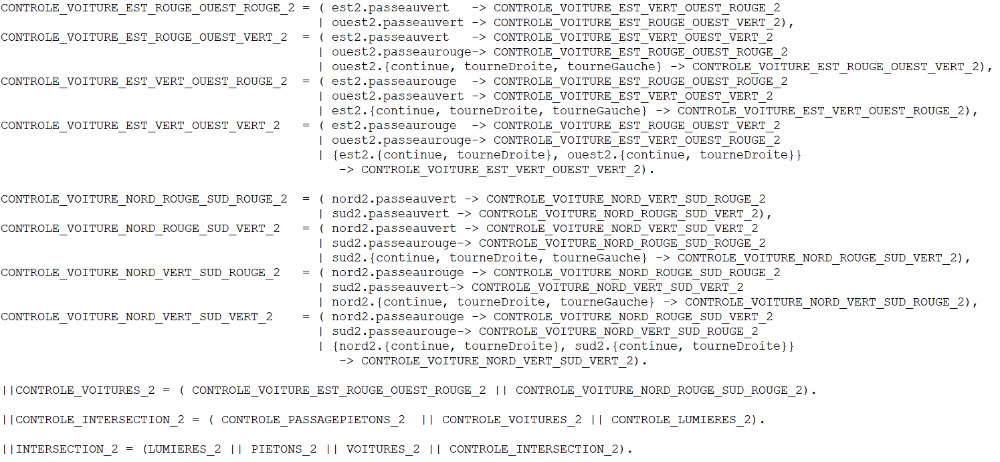 CONTROLE_VOITURE_EST_ROUGE_OUEST_ROUGE_2 = ( est2.passeauvert   -> CONTROLE_VOITURE_EST_VERT_OUEST_ROUGE_2
| ouest2.passeauvert -> CONTROLE_VOITURE_EST_ROUGE_OUEST_VERT_2),
CONTROLE_VOITURE_EST_ROUGE_OUEST_VERT_2  = ( est2.passeauvert   -> CONTROLE_VOITURE_EST_VERT_OUEST_VERT_2
| ouest2.passeaurouge-> CONTROLE_VOITURE_EST_ROUGE_OUEST_ROUGE_2
| ouest2.{continue, tourneDroite, tourneGauche} -> CONTROLE_VOITURE_EST_ROUGE_OUEST_VERT_2),
CONTROLE_VOITURE_EST_VERT_OUEST_ROUGE_2  = ( est2.passeaurouge  -> CONTROLE_VOITURE_EST_ROUGE_OUEST_ROUGE_2
| ouest2.passeauvert -> CONTROLE_VOITURE_EST_VERT_OUEST_VERT_2
| est2.{continue, tourneDroite, tourneGauche} -> CONTROLE_VOITURE_EST_VERT_OUEST_ROUGE_2),
CONTROLE_VOITURE_EST_VERT_OUEST_VERT_2   = ( est2.passeaurouge  -> CONTROLE_VOITURE_EST_ROUGE_OUEST_VERT_2
| ouest2.passeaurouge-> CONTROLE_VOITURE_EST_VERT_OUEST_ROUGE_2
| {est2.{continue, tourneDroite}, ouest2.{continue, tourneDroite}}
-> CONTROLE_VOITURE_EST_VERT_OUEST_VERT_2).
CONTROLE_VOITURE_NORD_ROUGE_SUD_ROUGE_2  = ( nord2.passeauvert -> CONTROLE_VOITURE_NORD_VERT_SUD_ROUGE_2
| sud2.passeauvert -> CONTROLE_VOITURE_NORD_ROUGE_SUD_VERT_2),
CONTROLE_VOITURE_NORD_ROUGE_SUD_VERT_2   = ( nord2.passeauvert -> CONTROLE_VOITURE_NORD_VERT_SUD_VERT_2
| sud2.passeaurouge-> CONTROLE_VOITURE_NORD_ROUGE_SUD_ROUGE_2
| sud2.{continue, tourneDroite, tourneGauche} -> CONTROLE_VOITURE_NORD_ROUGE_SUD_VERT_2),
CONTROLE_VOITURE_NORD_VERT_SUD_ROUGE_2   = ( nord2.passeaurouge -> CONTROLE_VOITURE_NORD_ROUGE_SUD_ROUGE_2
| sud2.passeauvert-> CONTROLE_VOITURE_NORD_VERT_SUD_VERT_2
| nord2.{continue, tourneDroite, tourneGauche} -> CONTROLE_VOITURE_NORD_VERT_SUD_ROUGE_2),
CONTROLE_VOITURE_NORD_VERT_SUD_VERT_2    = ( nord2.passeaurouge -> CONTROLE_VOITURE_NORD_ROUGE_SUD_VERT_2
| sud2.passeaurouge-> CONTROLE_VOITURE_NORD_VERT_SUD_ROUGE_2
| {nord2.{continue, tourneDroite}, sud2.{continue, tourneDroite}}
-> CONTROLE_VOITURE_NORD_VERT_SUD_VERT_2).
||CONTROLE_VOITURES_2 = ( CONTROLE_VOITURE_EST_ROUGE_OUEST_ROUGE_2 || CONTROLE_VOITURE_NORD_ROUGE_SUD_ROUGE_2).
||CONTROLE_INTERSECTION_2 = ( CONTROLE_PASSAGEPIETONS_2  || CONTROLE_VOITURES_2 || CONTROLE_LUMIERES_2).
||INTERSECTION_2 = (LUMIERES_2 || PIETONS_2 || VOITURES_2 || CONTROLE_INTERSECTION_2).